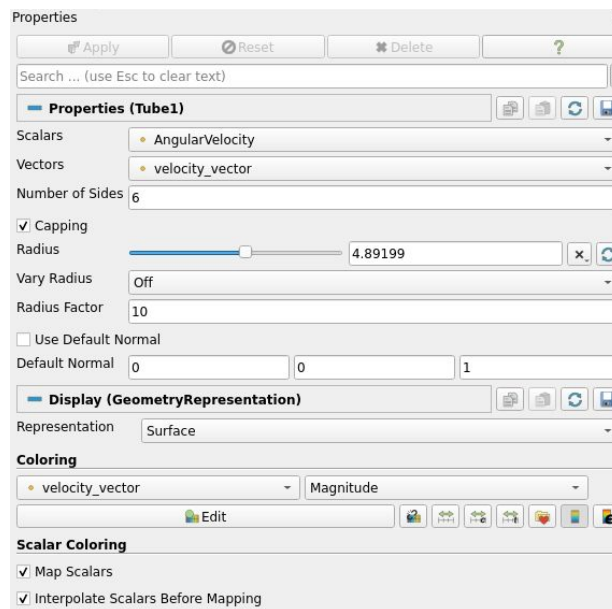 Properties
Apply Reset Delete ?
Search ... (use Esc to clear text)
Properties (Tube1)
Scalars AngularVelocity
Vectors velocity_vector
Number of Sides 6
Capping
Radius 4.89199
Vary Radius Off
Radius Factor 10
Use Default Normal
Default Normal 0 0 1
Display (GeometryRepresentation)
Representation Surface
Coloring
velocity_vector Magnitude
Edit
Scalar Coloring
Map Scalars
Interpolate Scalars Before Mapping